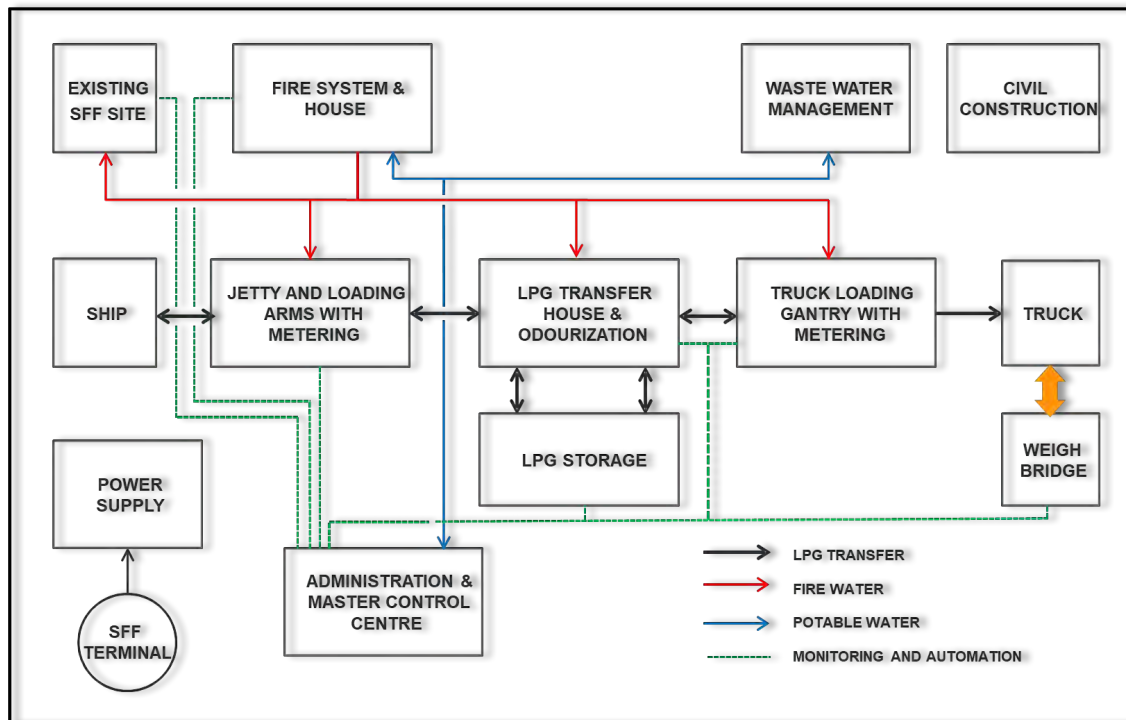 EXISTING
SFF SITE
FIRE SYSTEM &
HOUSE
WASTE WATER
MANAGEMENT
CIVIL
CONSTRUCTION
SHIP
JETTY AND LOADING
ARMS WITH
METERING
LPG TRANSFER
HOUSE &
ODOURIZATION
TRUCK LOADING
GANTRY WITH
METERING
TRUCK
POWER
SUPPLY
LPG STORAGE
WEIGH
BRIDGE
SFF
TERMINAL
ADMINISTRATION &
MASTER CONTROL
CENTRE
LPG TRANSFER
FIRE WATER
POTABLE WATER
MONITORING AND AUTOMATION